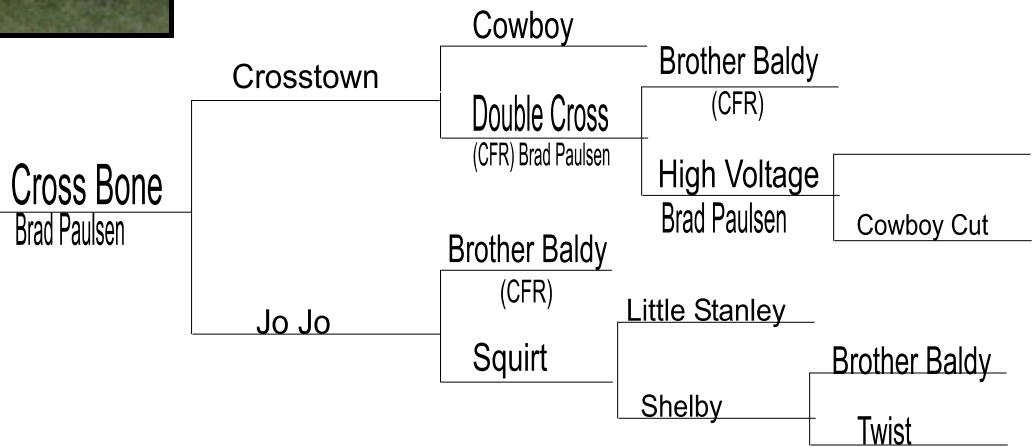 Cowboy
Brother Baldy
(CFR)
Crosstown
Double Cross
(CFR) Brad Paulsen
High Voltage
Brad Paulsen
Cross Bone
Brad Paulsen
Cowboy Cut
Brother Baldy
(CFR)
Little Stanley
Jo Jo
Squirt
Brother Baldy
Shelby
Twist